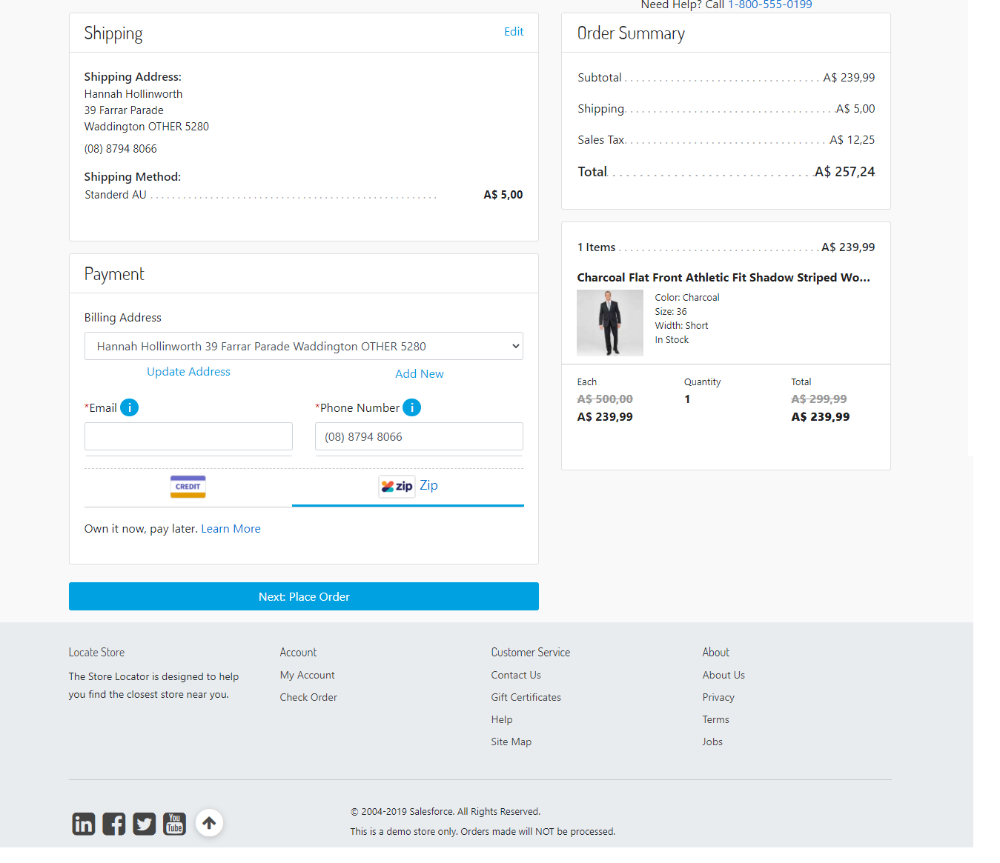 Need Help? Call 1-800-555-0199
Shipping
Edit
Shipping Address:
Hannah Hollinworth
39 Farrar Parade
Waddington OTHER 5280
(08) 8794 8066
Shipping Method:
Standerd AU A$ 5,00
Payment
Billing Address
Hannah Hollinworth 39 Farrar Parade Waddington OTHER 5280
Update Address
Add New
*Email i
*Phone Number i
(08) 8794 8066
CREDIT
zip Zip
Own it now, pay later. Learn More
Next: Place Order
Order Summary
Subtotal A$ 239,99
Shipping A$ 5,00
Sales Tax A$ 12,25
Total A$ 257,24
1 Items A$ 239,99
Charcoal Flat Front Athletic Fit Shadow Striped Wo...
Color: Charcoal
Size: 36
Width: Short
In Stock
Each Quantity Total
A$ 500,00 1 A$ 299,99
A$ 239,99 A$ 239,99
Locate Store
The Store Locator is designed to help
you find the closest store near you.
Account
My Account
Check Order
Customer Service
Contact Us
Gift Certificates
Help
Site Map
About
About Us
Privacy
Terms
Jobs
in f You Tube
© 2004-2019 Salesforce. All Rights Reserved.
This is a demo store only. Orders made will NOT be processed.